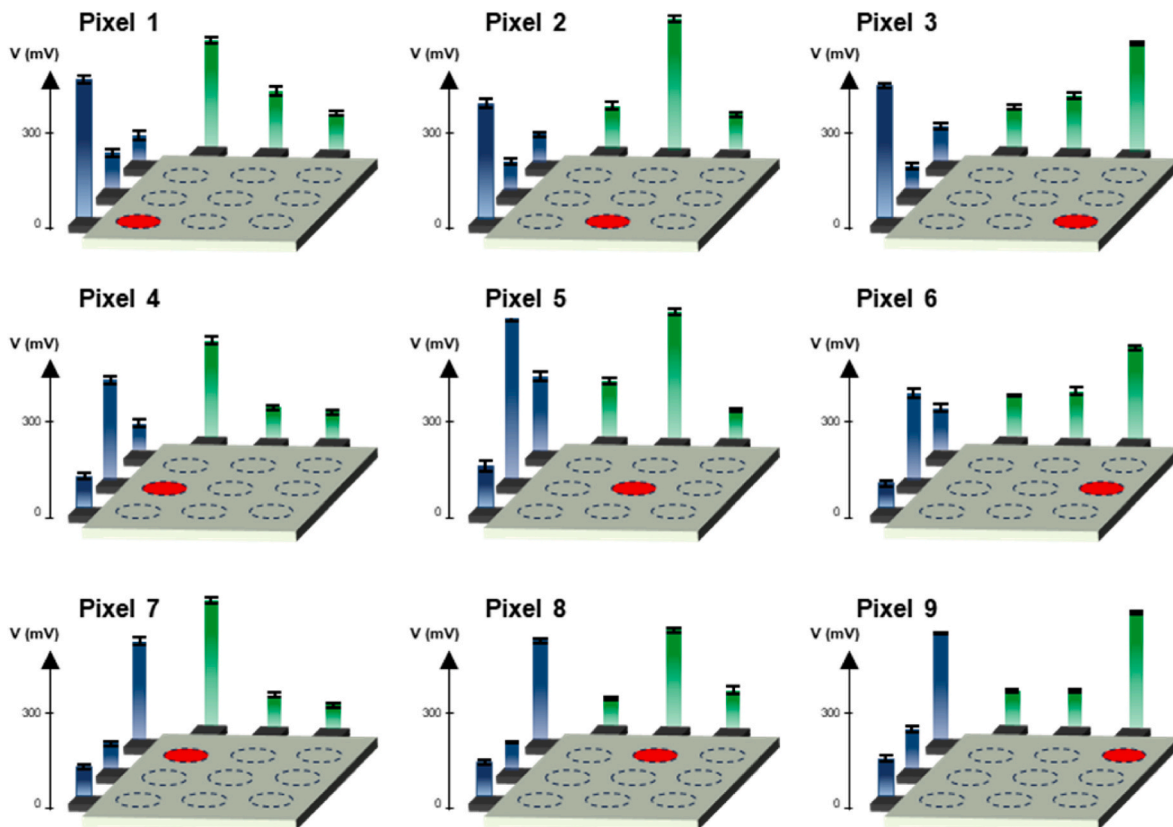 Pixel 1
V (mV)
300
0
Pixel 2
V (mV)
300
0
Pixel 3
V (mV)
300
0
Pixel 4
V (mV)
300
0
Pixel 5
V (mV)
300
0
Pixel 6
V (mV)
300
0
Pixel 7
V (mV)
300
0
Pixel 8
V (mV)
300
0
Pixel 9
V (mV)
300
0